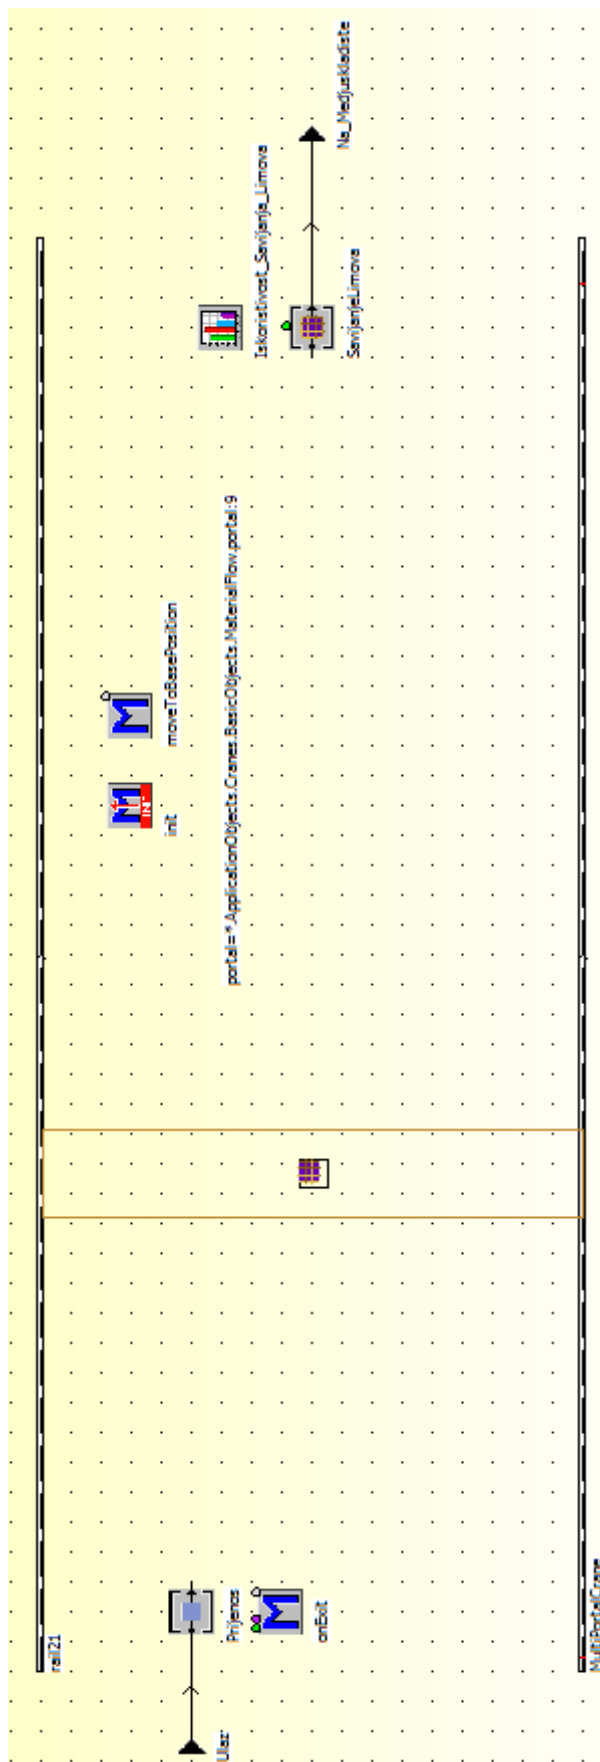 rail21
Ulaz
Prijenos
onExit
portal=*.ApplicationObjects.Cranes.BasicObjects.MaterialFlow.portal:9
init
moveToBasePosition
Iskoristivost_Savijanja_Limova
SavijanjeLimova
Na_Medjuskladiste
MultiPortalCrane